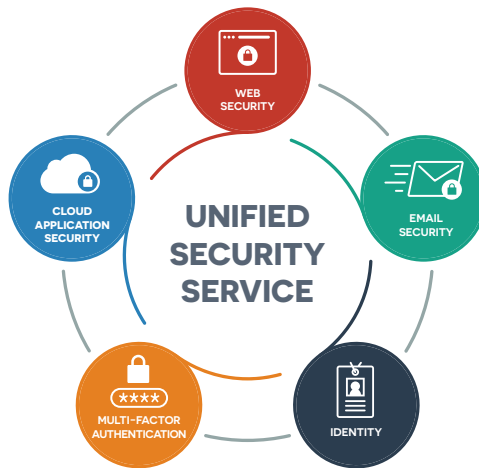 WEB
SECURITY
EMAIL
SECURITY
IDENTITY
****
MULTI-FACTOR
AUTHENTICATION
CLOUD
APPLICATION
SECURITY
UNIFIED
SECURITY
SERVICE